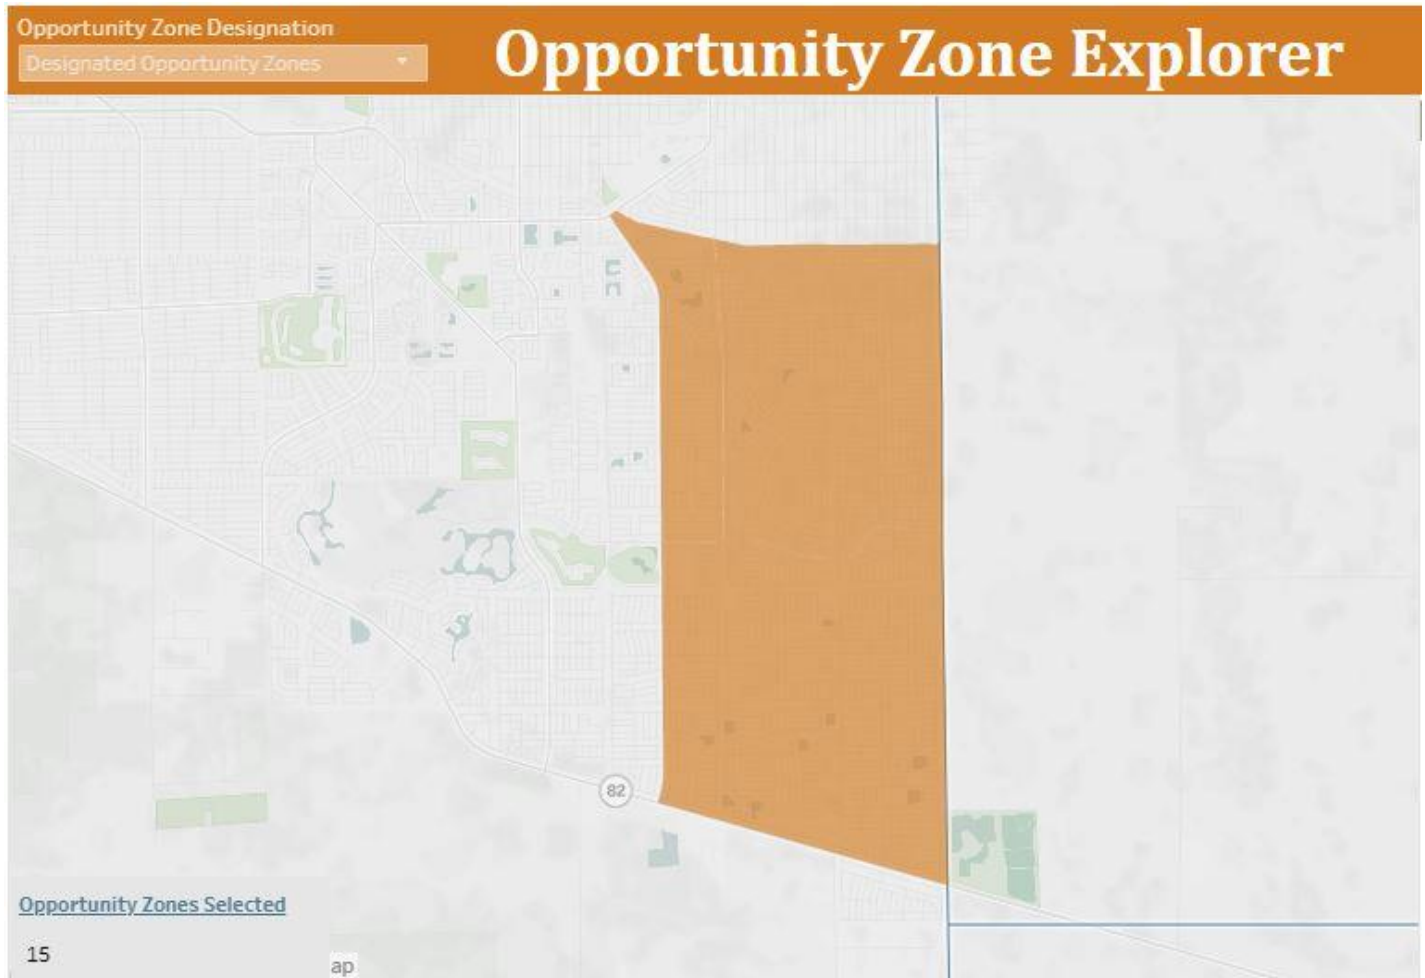 Opportunity Zone Designation
Designated Opportunity Zones
Opportunity Zone Explorer
82
Opportunity Zones Selected
15
ap